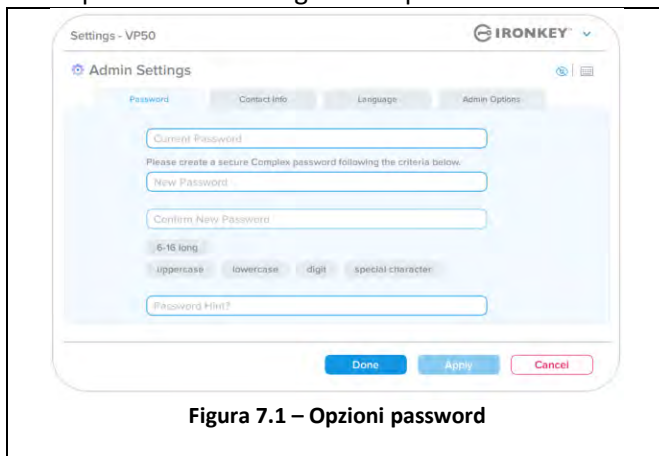 Settings - VP50 IRONKEY
Admin Settings
Password Contact Info Language Admin Options
Current Password
Please create a secure Complex password following the criteria below.
New Password
Confirm New Password
6-16 long
uppercase lowercase digit special character
Password Hint?
Done Apply Cancel
Figura 7.1 – Opzioni password